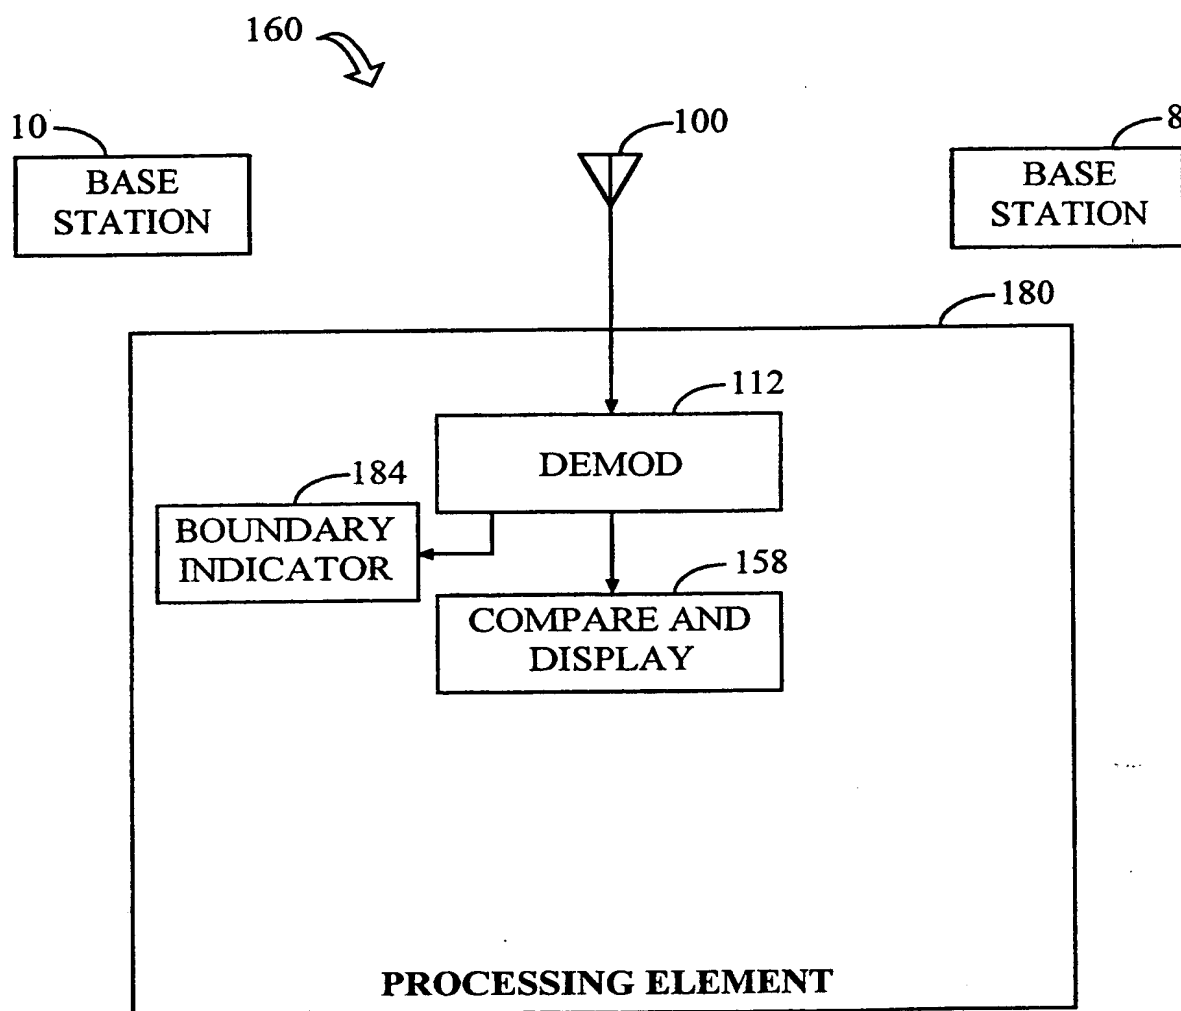 160
10
100
8
BASE
STATION
BASE
STATION
180
112
DEMOD
184
BOUNDARY
INDICATOR
158
COMPARE AND
DISPLAY
PROCESSING ELEMENT